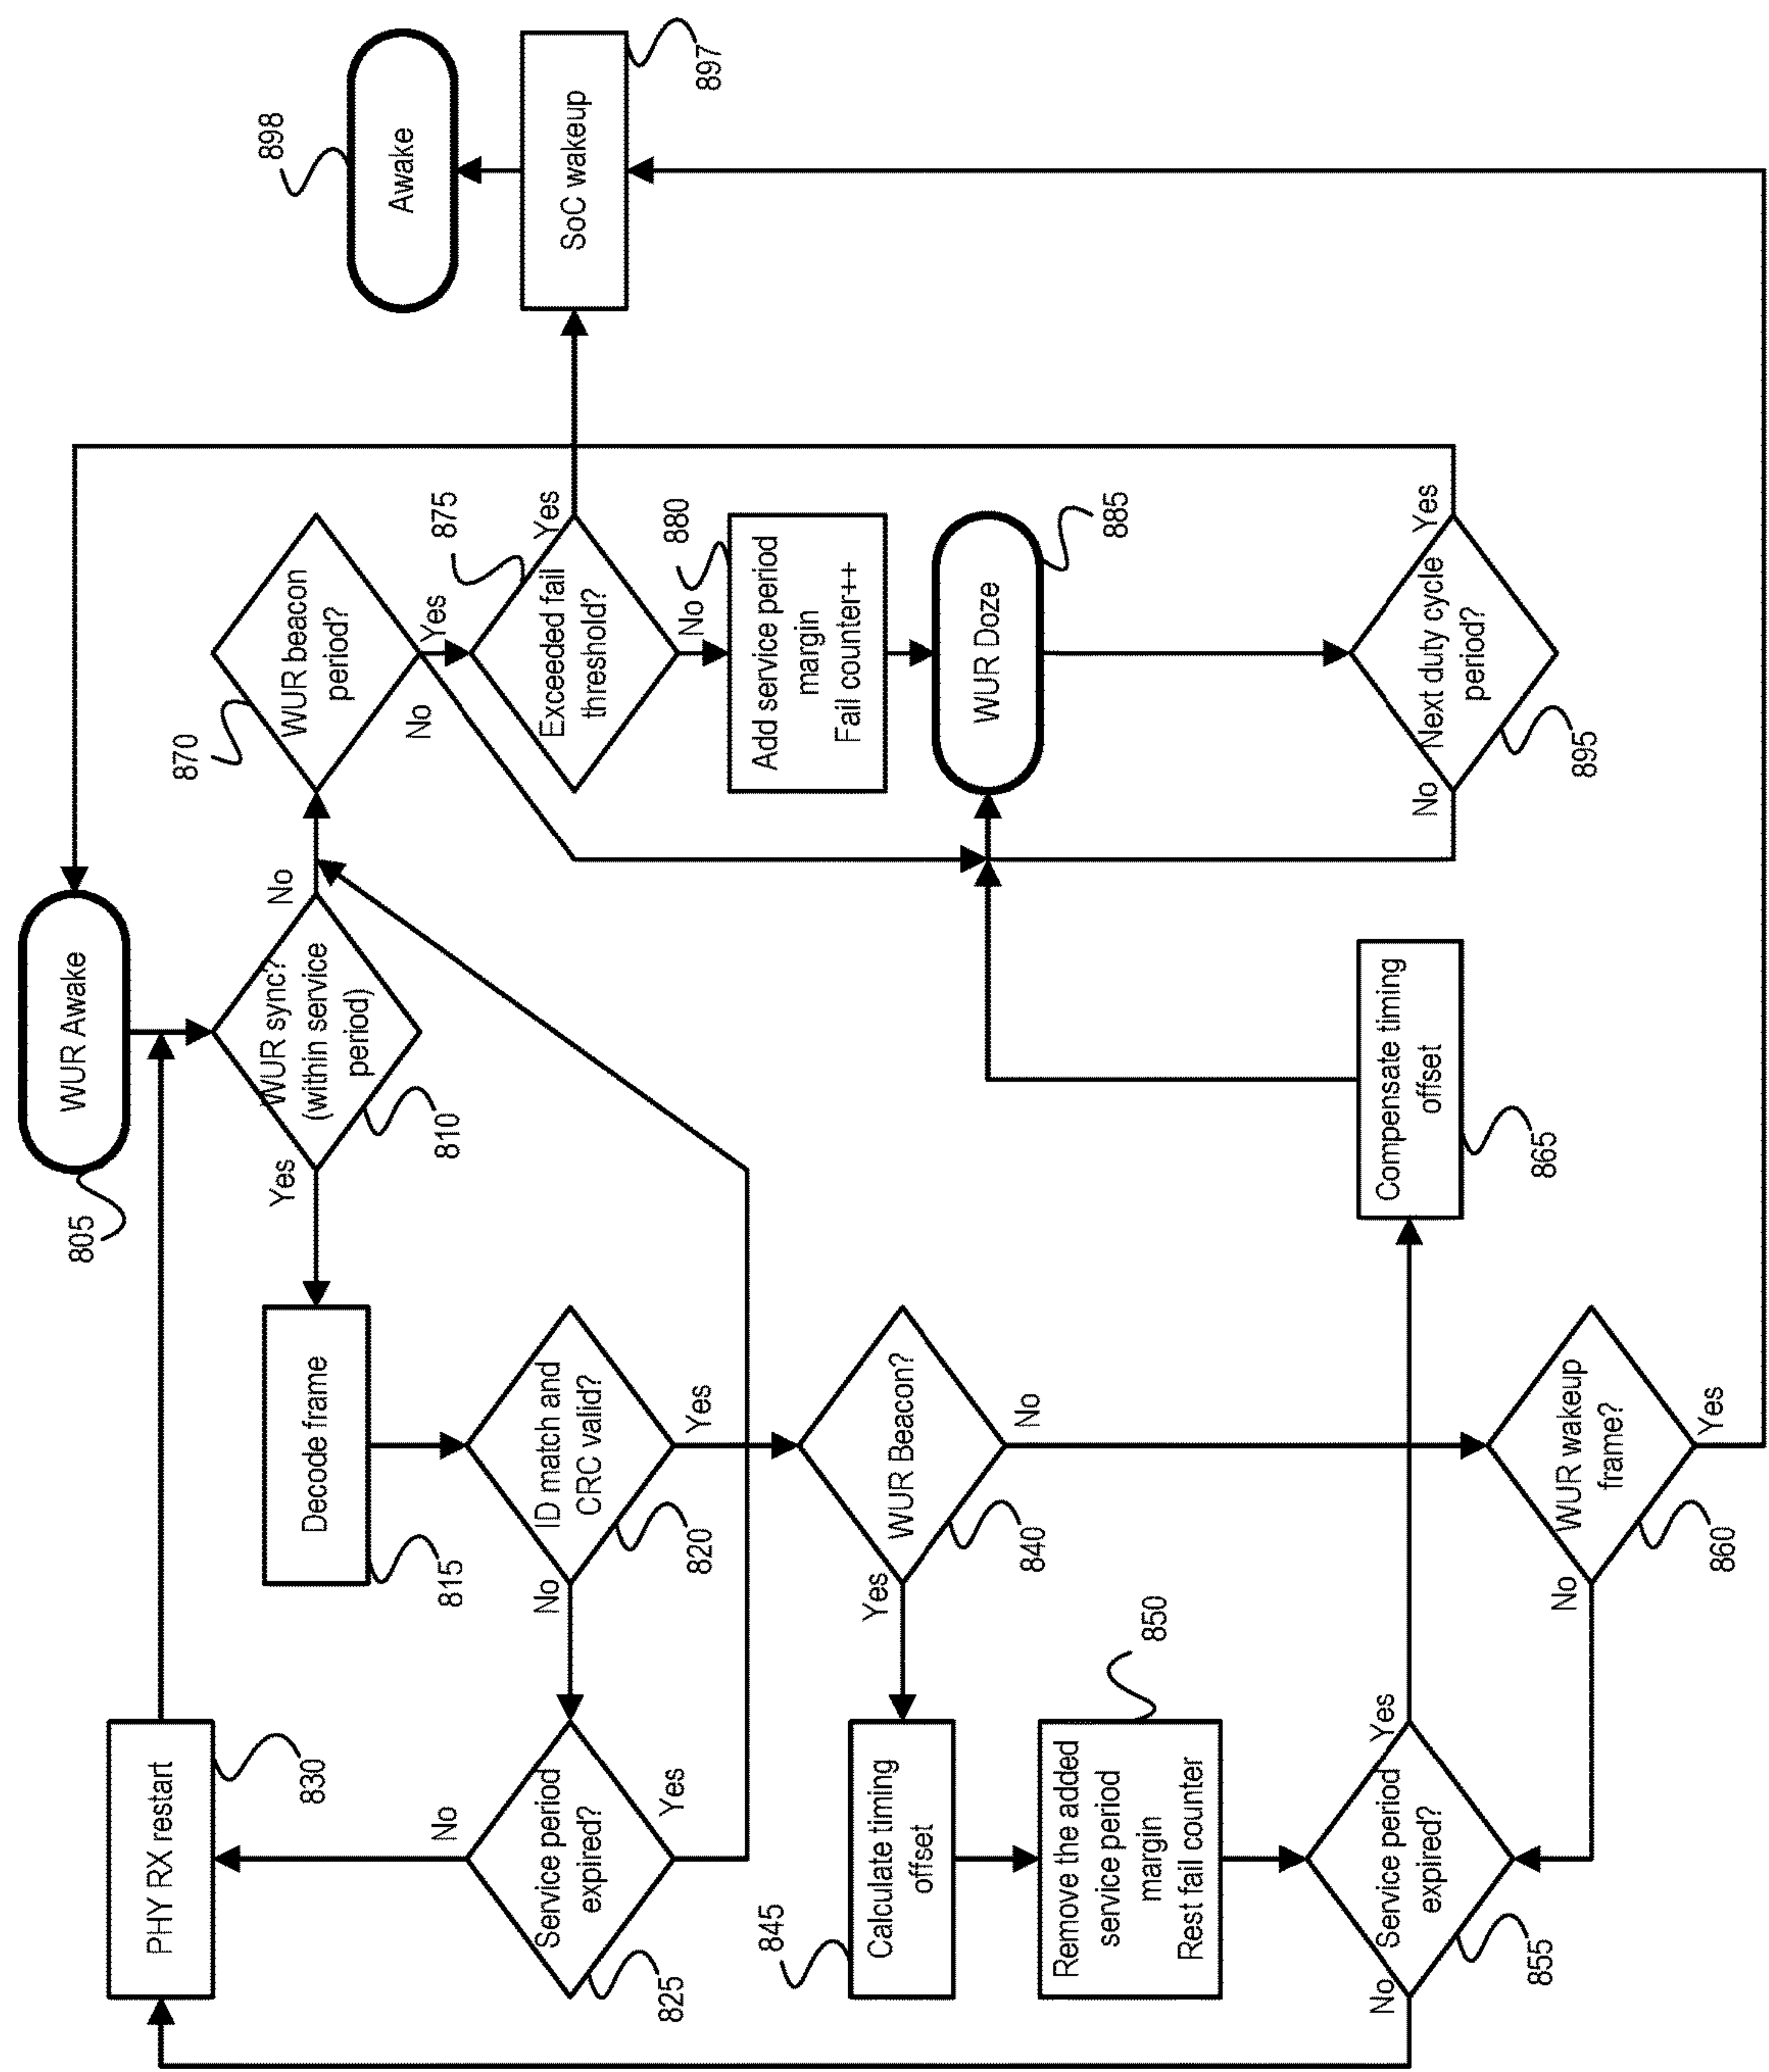 WUR Awake
805
PHY RX restart
830
WUR sync?
(within service
period)
810
Yes
No
WUR beacon
period?
870
Yes
No
Decode frame
815
ID match and
CRC valid?
820
No
Yes
Service period
expired?
825
No
Yes
Exceeded fail
threshold?
875
Yes
No
SoC wakeup
897
Awake
898
Add service period
margin
Fail counter++
880
WUR Doze
885
WUR Beacon?
840
Yes
No
Calculate timing
offset
845
Remove the added
service period
margin
Rest fail counter
850
Service period
expired?
855
No
Yes
Compensate timing
offset
865
WUR wakeup
frame?
860
No
Yes
Next duty cycle
period?
895
No
Yes